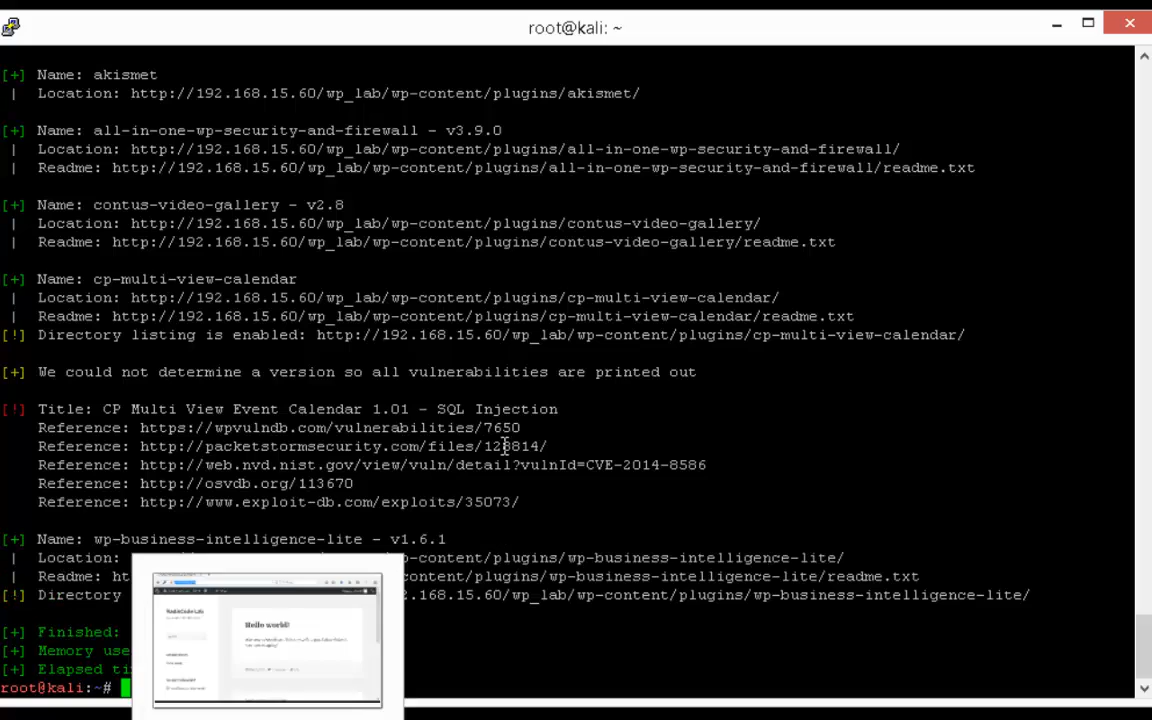 root@kali: ~
[+] Name: akismet
| Location: http://192.168.15.60/wp_lab/wp-content/plugins/akismet/
[+] Name: all-in-one-wp-security-and-firewall - v3.9.0
| Location: http://192.168.15.60/wp_lab/wp-content/plugins/all-in-one-wp-security-and-firewall/
| Readme: http://192.168.15.60/wp_lab/wp-content/plugins/all-in-one-wp-security-and-firewall/readme.txt
[+] Name: contus-video-gallery - v2.8
| Location: http://192.168.15.60/wp_lab/wp-content/plugins/contus-video-gallery/
| Readme: http://192.168.15.60/wp_lab/wp-content/plugins/contus-video-gallery/readme.txt
[+] Name: cp-multi-view-calendar
| Location: http://192.168.15.60/wp_lab/wp-content/plugins/cp-multi-view-calendar/
| Readme: http://192.168.15.60/wp_lab/wp-content/plugins/cp-multi-view-calendar/readme.txt
[!] Directory listing is enabled: http://192.168.15.60/wp_lab/wp-content/plugins/cp-multi-view-calendar/
[+] We could not determine a version so all vulnerabilities are printed out
[!] Title: CP Multi View Event Calendar 1.01 - SQL Injection
Reference: https://wpvulndb.com/vulnerabilities/7650
Reference: http://packetstormsecurity.com/files/128814/
Reference: http://web.nvd.nist.gov/view/vuln/detail?vulnId=CVE-2014-8586
Reference: http://osvdb.org/113670
Reference: http://www.exploit-db.com/exploits/35073/
[+] Name: wp-business-intelligence-lite - v1.6.1
| Location: p-content/plugins/wp-business-intelligence-lite/
| Readme: ht p-content/plugins/wp-business-intelligence-lite/readme.txt
[!] Directory 2.168.15.60/wp_lab/wp-content/plugins/wp-business-intelligence-lite/
[+] Finished:
[+] Memory use
[+] Elapsed ti
root@kali:~#
Hello world!